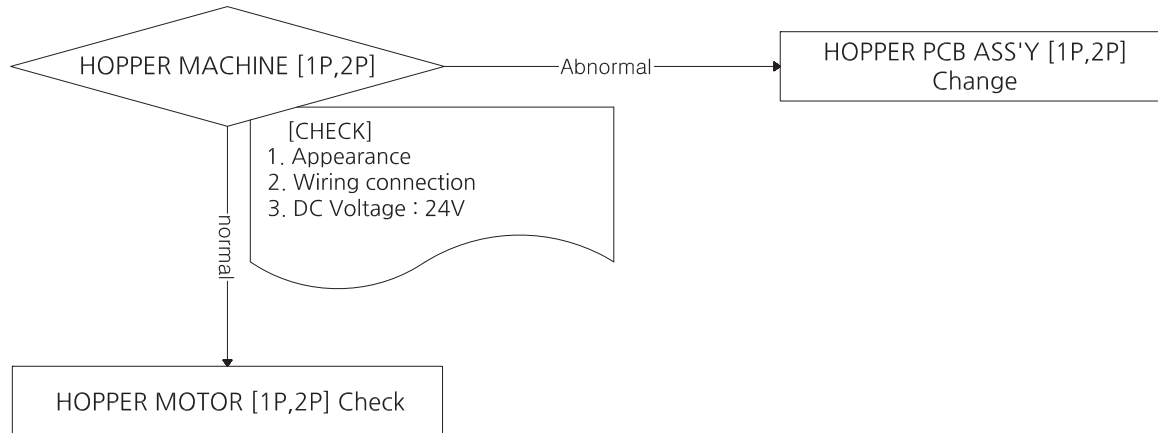 HOPPER MACHINE [1P,2P]
Abnormal
HOPPER PCB ASS'Y [1P,2P]
Change
[CHECK]
1. Appearance
2. Wiring connection
3. DC Voltage : 24V
normal
HOPPER MOTOR [1P,2P] Check